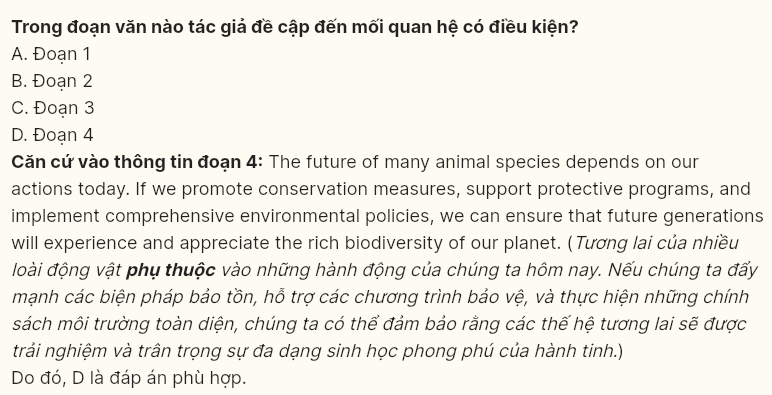 Trong đoạn văn nào tác giả đề cập đến mối quan hệ có điều kiện?
A. Đoạn 1
B. Đoạn 2
C. Đoạn 3
D. Đoạn 4
Căn cứ vào thông tin đoạn 4: The future of many animal species depends on our
actions today. If we promote conservation measures, support protective programs, and
implement comprehensive environmental policies, we can ensure that future generations
will experience and appreciate the rich biodiversity of our planet. (Tương lai của nhiều
loài động vật phụ thuộc vào những hành động của chúng ta hôm nay. Nếu chúng ta đẩy
mạnh các biện pháp bảo tồn, hỗ trợ các chương trình bảo vệ, và thực hiện những chính
sách môi trường toàn diện, chúng ta có thể đảm bảo rằng các thế hệ tương lai sẽ được
trải nghiệm và trân trọng sự đa dạng sinh học phong phú của hành tinh.)
Do đó, D là đáp án phù hợp.